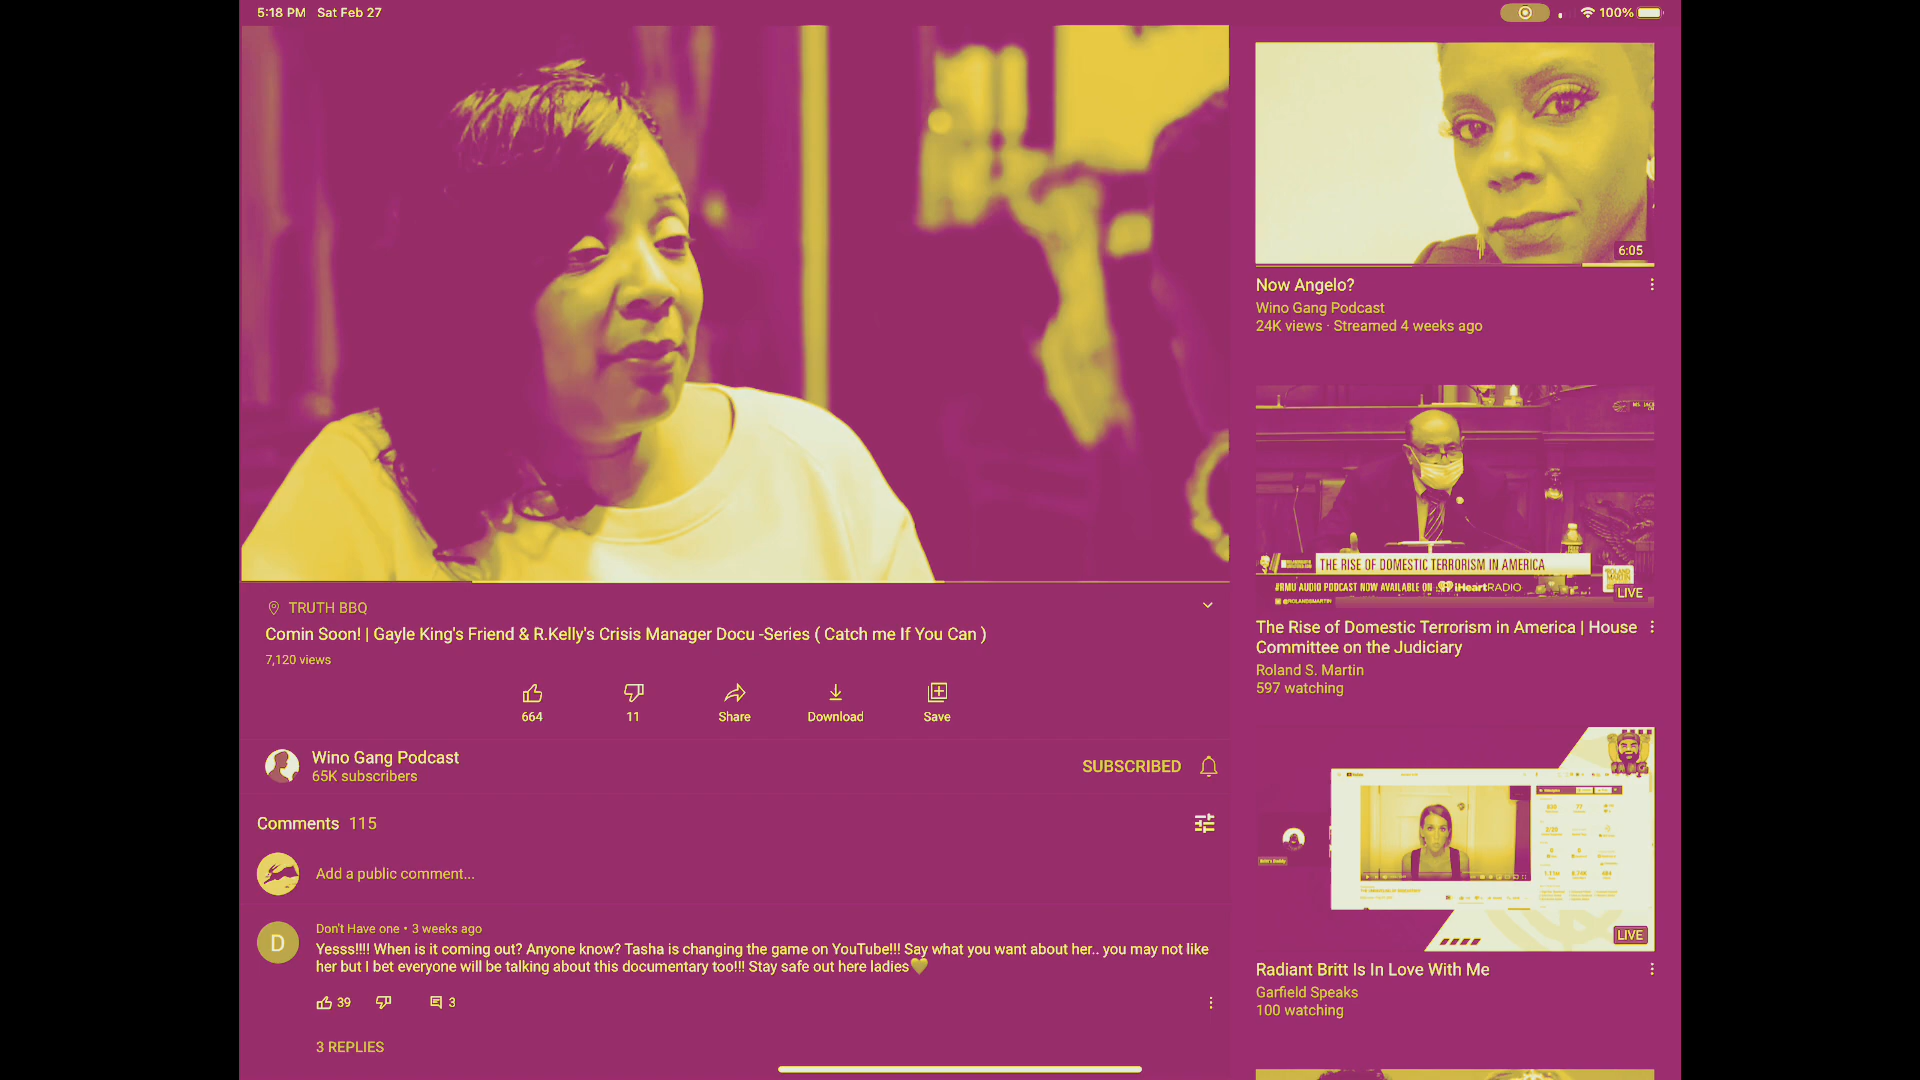 5:18 PM Sat Feb 27
100%
TRUTH BBQ
Comin Soon! | Gayle King's Friend & R.Kelly's Crisis Manager Docu -Series ( Catch me If You Can )
7,120 views
664
11
Share
Download
Save
Wino Gang Podcast
65K subscribers
SUBSCRIBED
Comments 115
Add a public comment...
D
Don't Have one • 3 weeks ago
Yesss!!!! When is it coming out? Anyone know? Tasha is changing the game on YouTube!!! Say what you want about her.. you may not like
her but I bet everyone will be talking about this documentary too!!! Stay safe out here ladies💛
39
3
3 REPLIES
6:05
Now Angelo?
Wino Gang Podcast
24K views · Streamed 4 weeks ago
THE RISE OF DOMESTIC TERRORISM IN AMERICA
#RMU AUDIO PODCAST NOW AVAILABLE ON iHeartRADIO
@ROLANDSMARTIN
ROLAND
MARTIN
LIVE
The Rise of Domestic Terrorism in America | House
Committee on the Judiciary
Roland S. Martin
597 watching
LIVE
Radiant Britt Is In Love With Me
Garfield Speaks
100 watching